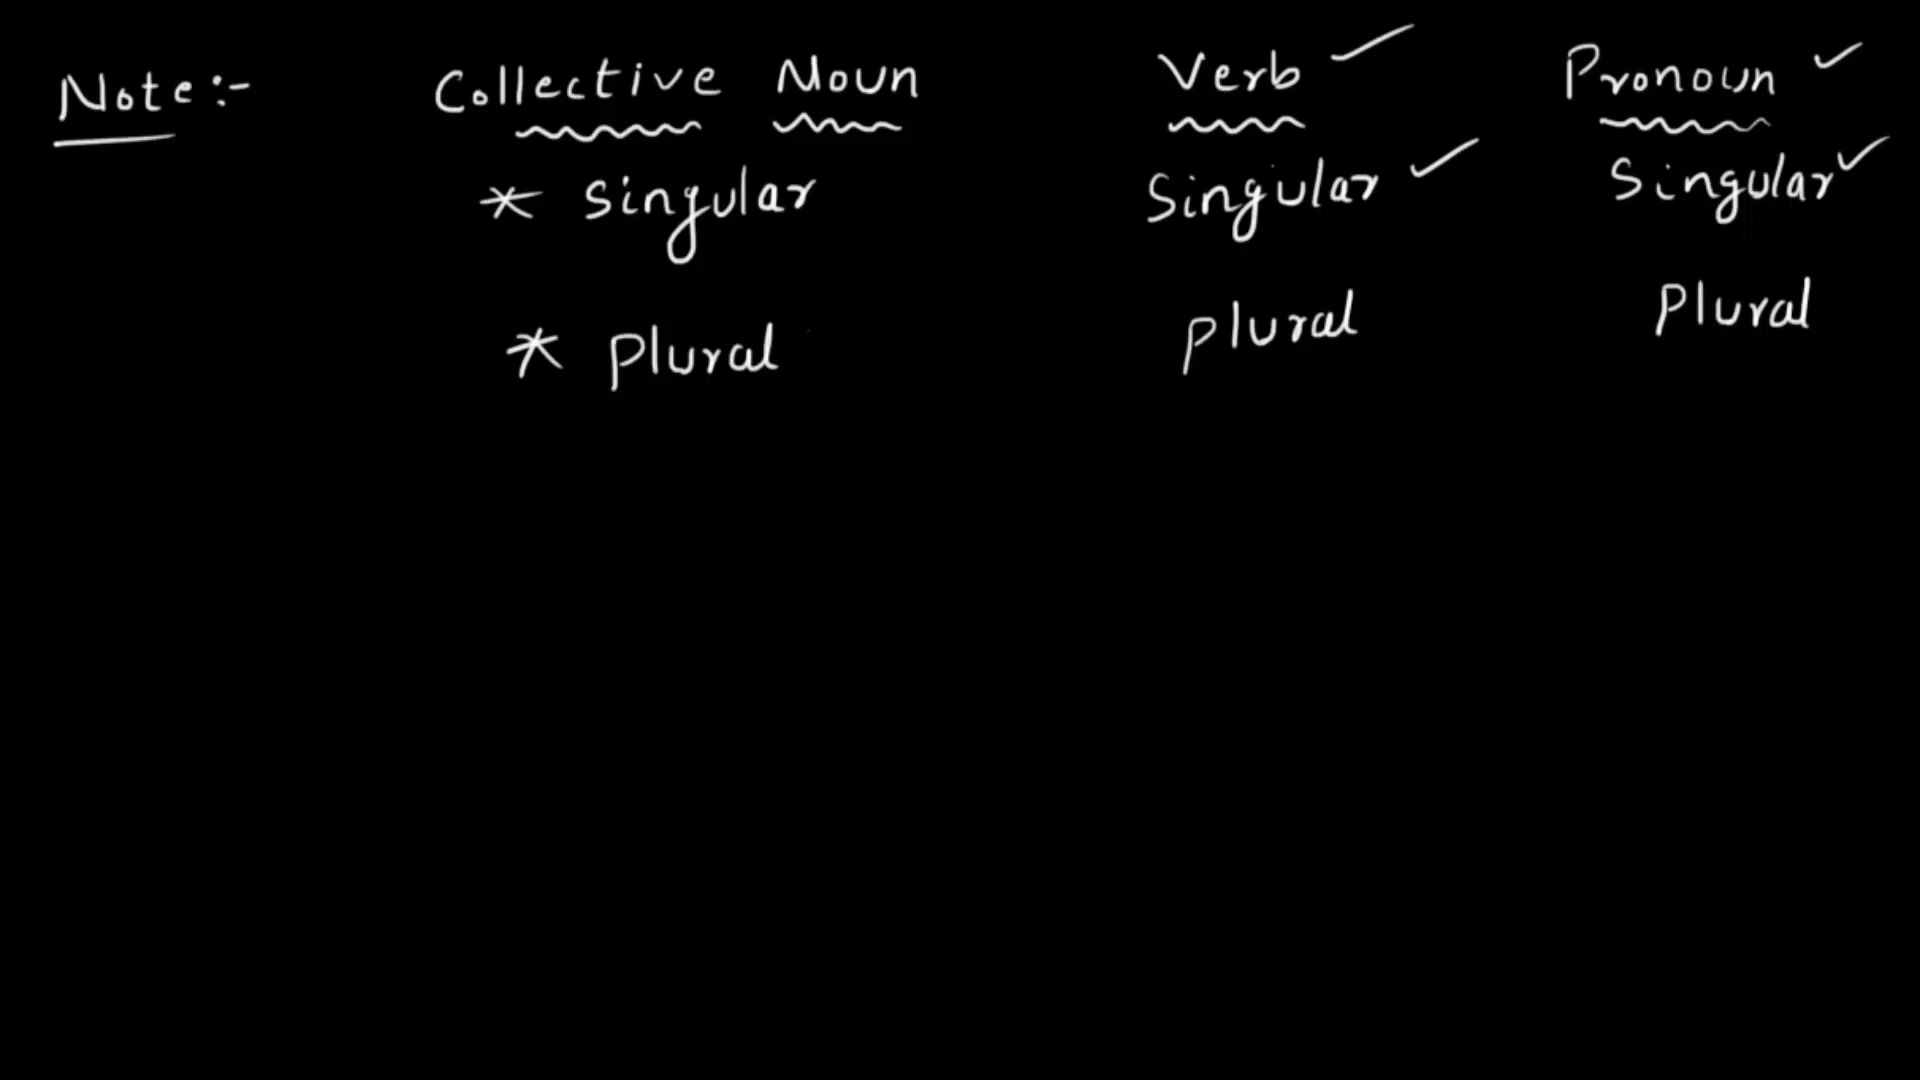 Note:- Collective Noun Verb ✓ Pronoun ✓
* Singular Singular ✓ Singular ✓
* Plural Plural Plural